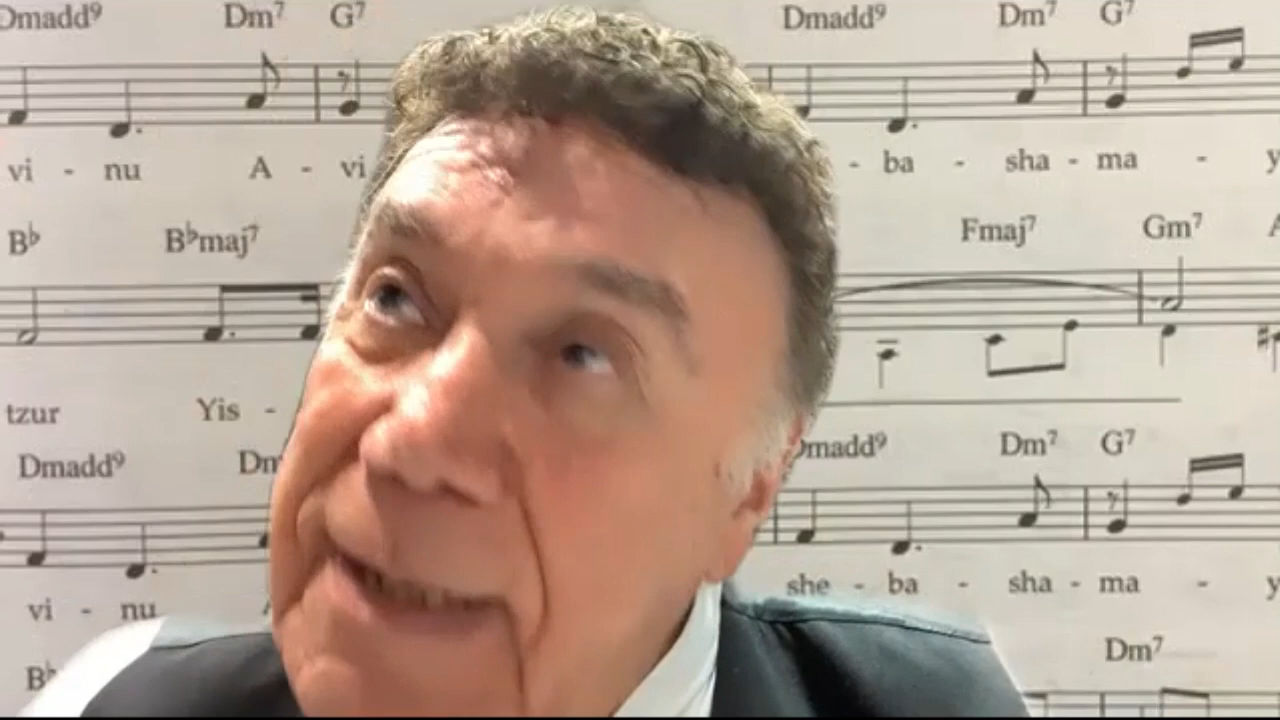 Dmadd⁹ Dm⁷ G⁷ Dmadd⁹ Dm⁷ G⁷
vi - nu A - vi - ba - sha - ma - y
B♭ B♭maj⁷ Fmaj⁷ Gm⁷
tzur Yis -
Dmadd⁹ Dm Dmadd⁹ Dm⁷ G⁷
vi - nu she - ba - sha - ma - y
B♭ Dm⁷